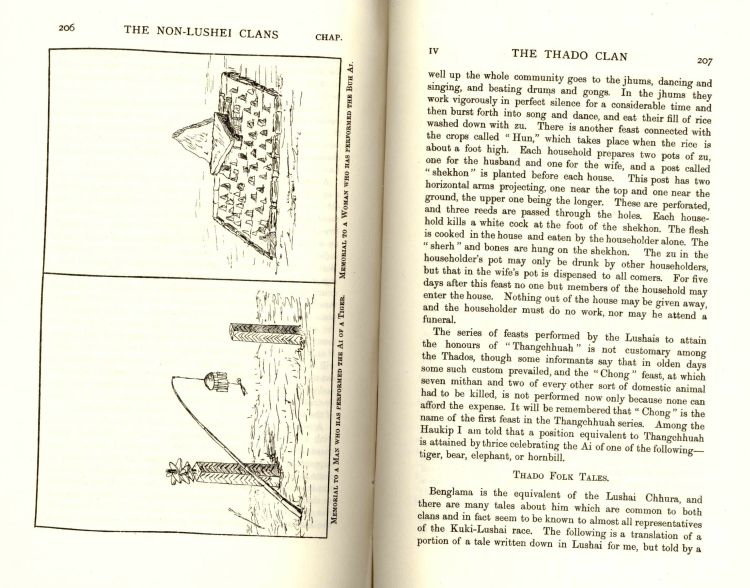 206 THE NON-LUSHEI CLANS CHAP.
MEMORIAL TO A WOMAN WHO HAS PERFORMED THE BUH AI.
MEMORIAL TO A MAN WHO HAS PERFORMED THE AI OF A TIGER.
IV THE THADO CLAN 207
well up the whole community goes to the jhums, dancing and
singing, and beating drums and gongs. In the jhums they
work vigorously in perfect silence for a considerable time and
then burst forth into song and dance, and eat their fill of rice
washed down with zu. There is another feast connected with
the crops called "Hun," which takes place when the rice is
about a foot high. Each household prepares two pots of zu,
one for the husband and one for the wife, and a post called
"shekhon" is planted before each house. This post has two
horizontal arms projecting, one near the top and one near the
ground, the upper one being the longer. These are perforated,
and three reeds are passed through the holes. Each house-
hold kills a white cock at the foot of the shekhon. The flesh
is cooked in the house and eaten by the householder alone. The
"sherh" and bones are hung on the shekhon. The zu in the
householder's pot may only be drunk by other householders,
but that in the wife's pot is dispensed to all comers. For five
days after this feast no one but members of the household may
enter the house. Nothing out of the house may be given away,
and the householder must do no work, nor may he attend a
funeral.
The series of feasts performed by the Lushais to attain
the honours of "Thangchhuah" is not customary among
the Thados, though some informants say that in olden days
some such custom prevailed, and the "Chong" feast, at which
seven mithan and two of every other sort of domestic animal
had to be killed, is not performed now only because none can
afford the expense. It will be remembered that "Chong" is the
name of the first feast in the Thangchhuah series. Among the
Haukip I am told that a position equivalent to Thangchhuah
is attained by thrice celebrating the Ai of one of the following—
tiger, bear, elephant, or hornbill.
THADO FOLK TALES.
Benglama is the equivalent of the Lushai Chhura, and
there are many tales about him which are common to both
clans and in fact seem to be known to almost all representatives
of the Kuki-Lushai race. The following is a translation of a
portion of a tale written down in Lushai for me, but told by a